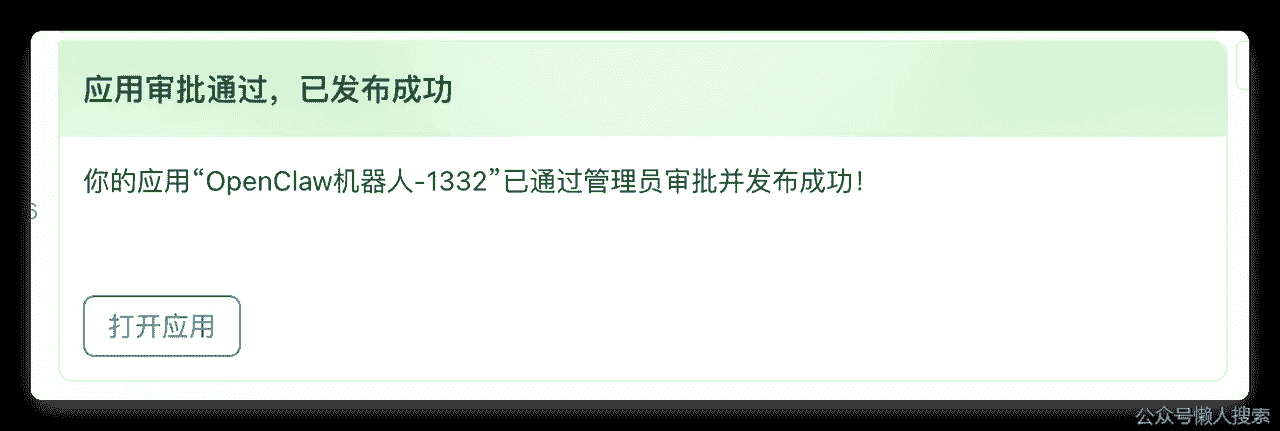 应用审批通过，已发布成功
你的应用“OpenClaw机器人-1332”已通过管理员审批并发布成功！
6
打开应用
公众号懒人搜索